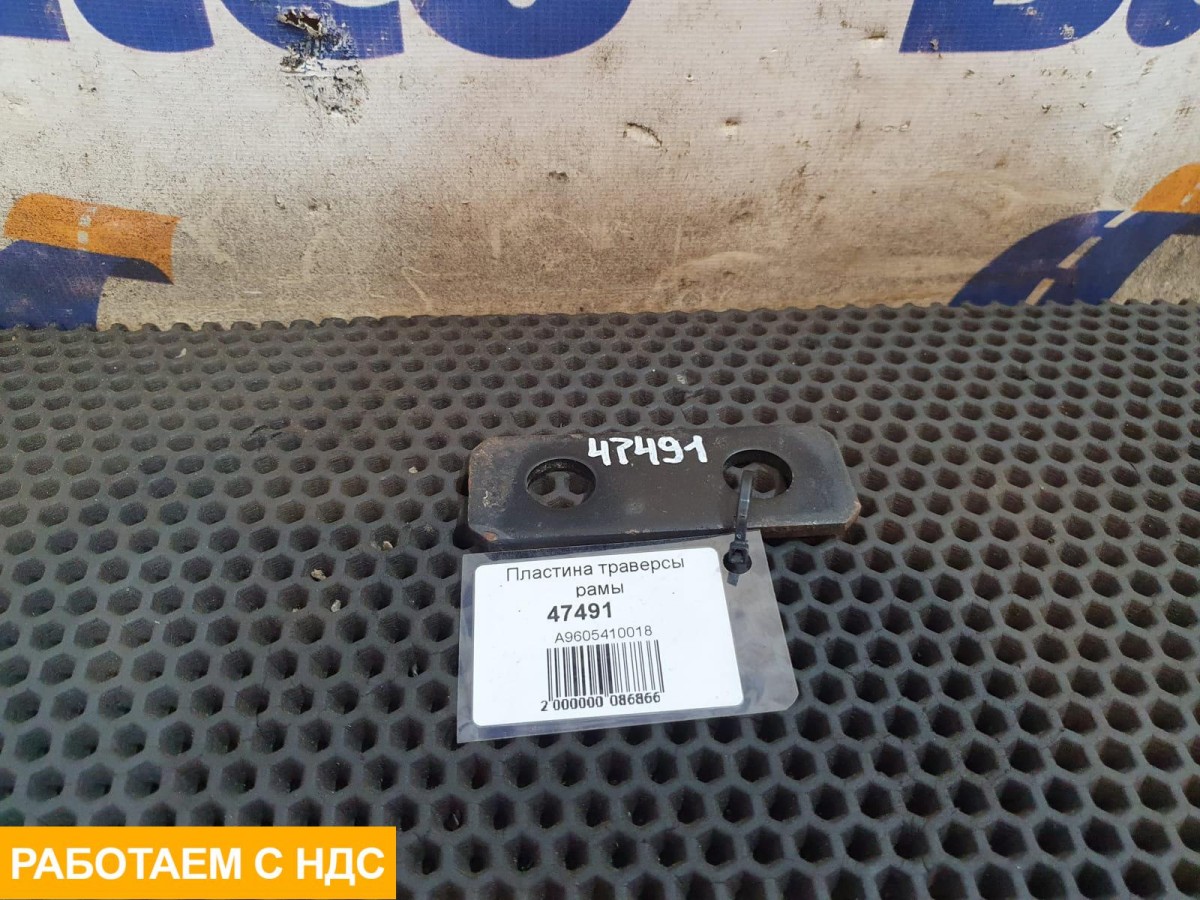 47491
Пластина траверсы
рамы
47491
A9605410018
2 000000 086866
РАБОТАЕМ С НДС